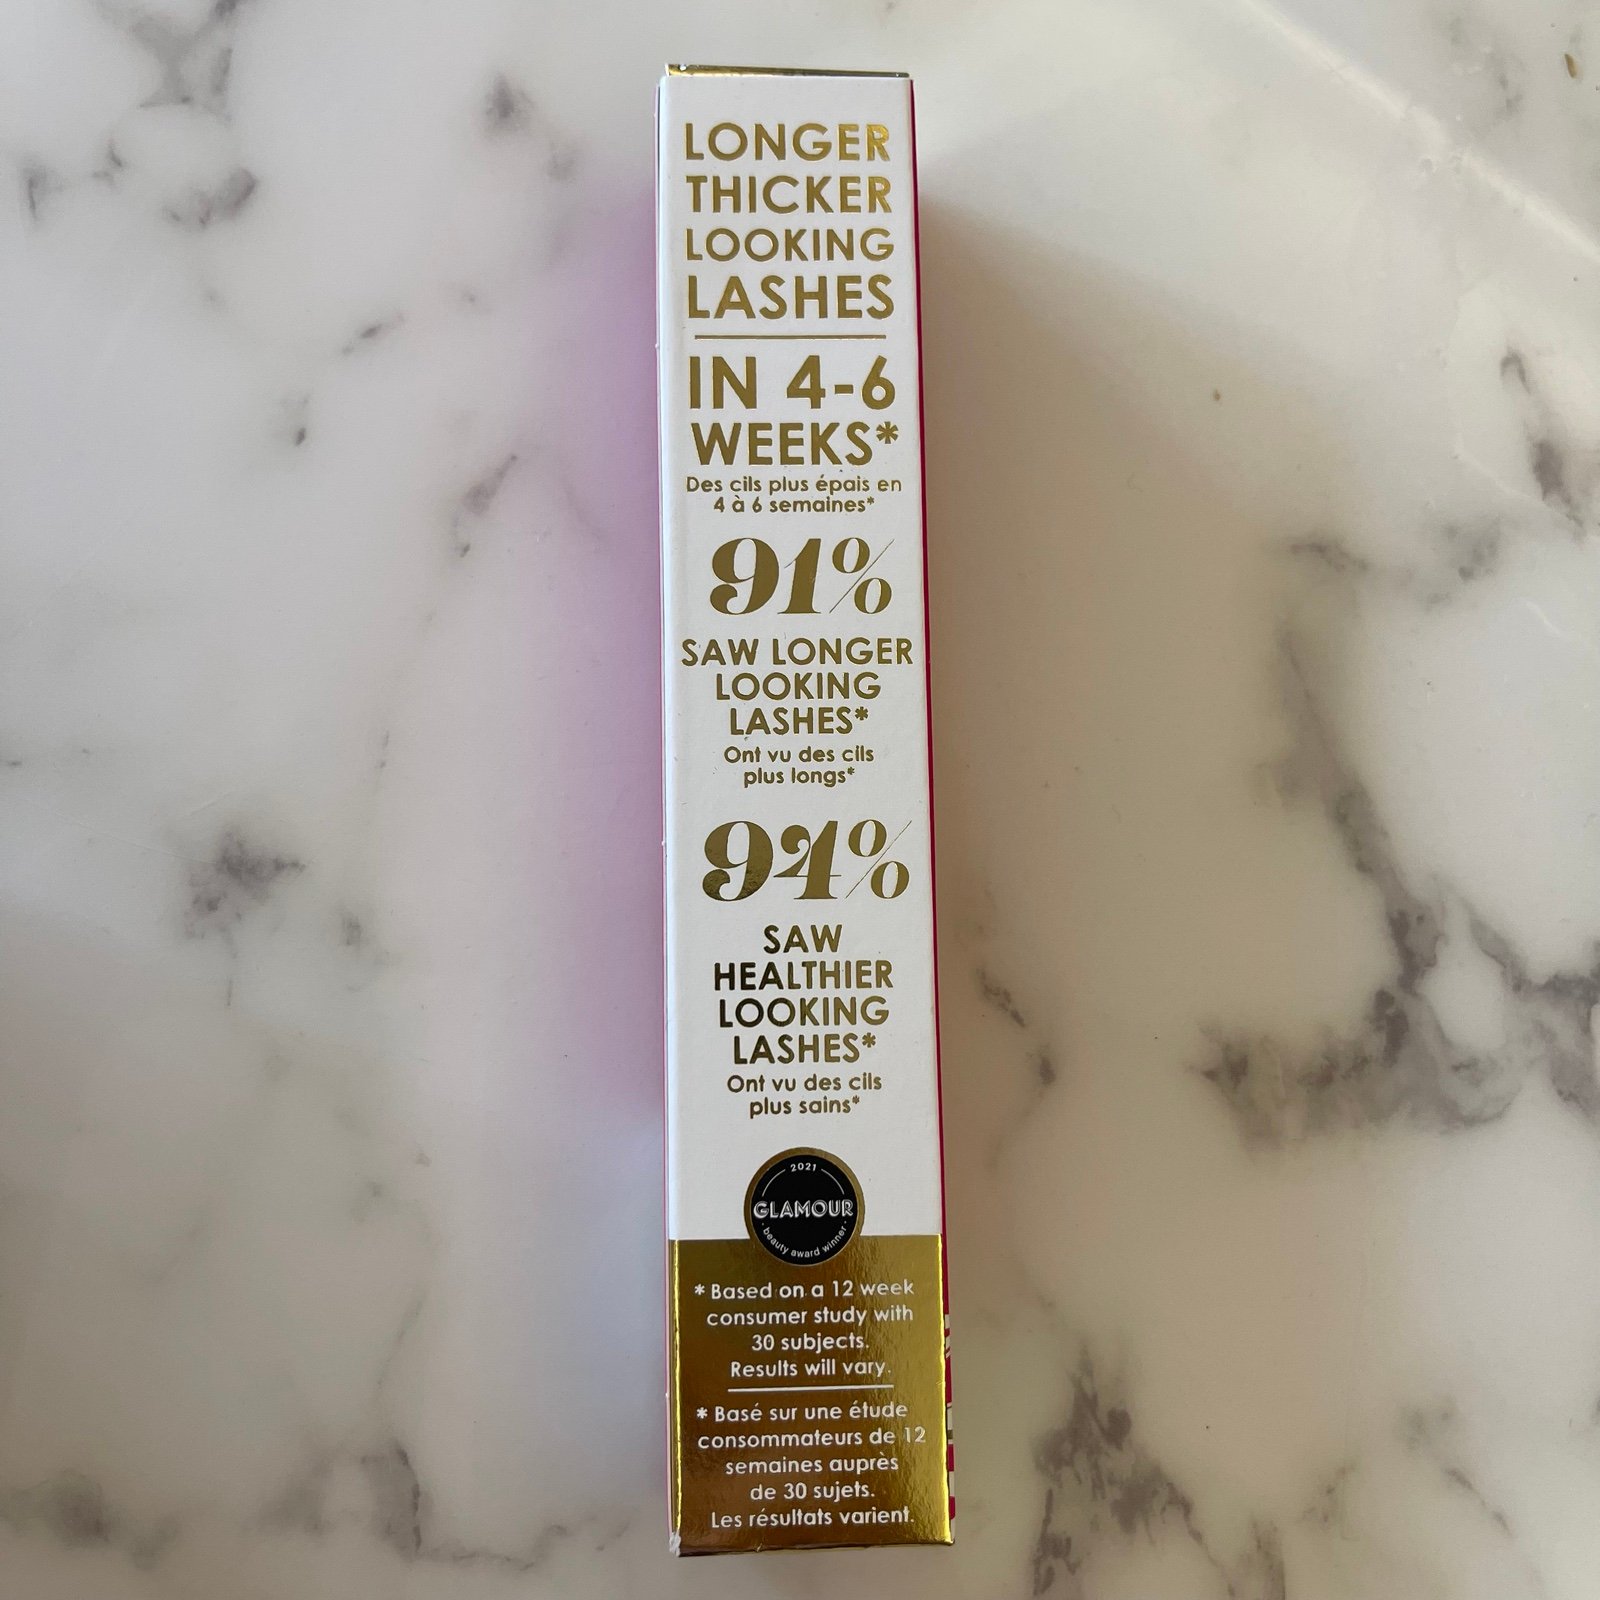 LONGER
THICKER
LOOKING
LASHES
IN 4-6
WEEKS*
Des cils plus épais en
4 à 6 semaines*
91%
SAW LONGER
LOOKING
LASHES*
Ont vu des cils
plus longs*
94%
SAW
HEALTHIER
LOOKING
LASHES*
Ont vu des cils
plus sains*
2021
GLAMOUR
beauty award winner
* Based on a 12 week
consumer study with
30 subjects.
Results will vary.
* Basé sur une étude
consommateurs de 12
semaines auprès
de 30 sujets.
Les résultats varient.